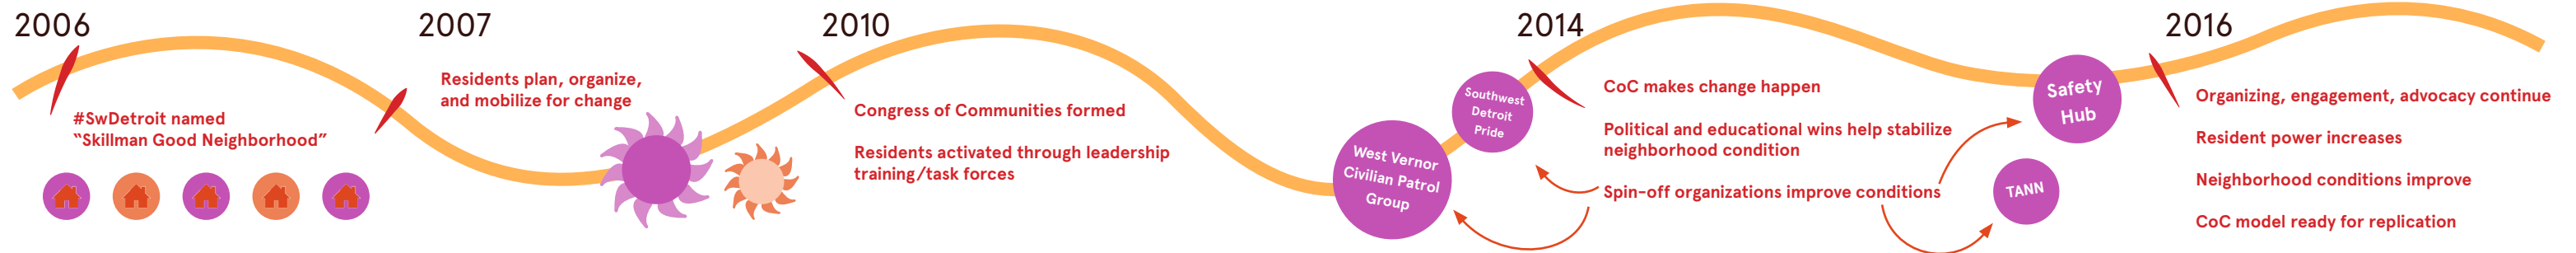 2006
#SwDetroit named
“Skillman Good Neighborhood”
2007
Residents plan, organize,
and mobilize for change
2010
Congress of Communities formed
Residents activated through leadership
training/task forces
West Vernor
Civilian Patrol
Group
Southwest
Detroit
Pride
2014
CoC makes change happen
Political and educational wins help stabilize
neighborhood condition
Spin-off organizations improve conditions
Safety
Hub
TANN
2016
Organizing, engagement, advocacy continue
Resident power increases
Neighborhood conditions improve
CoC model ready for replication